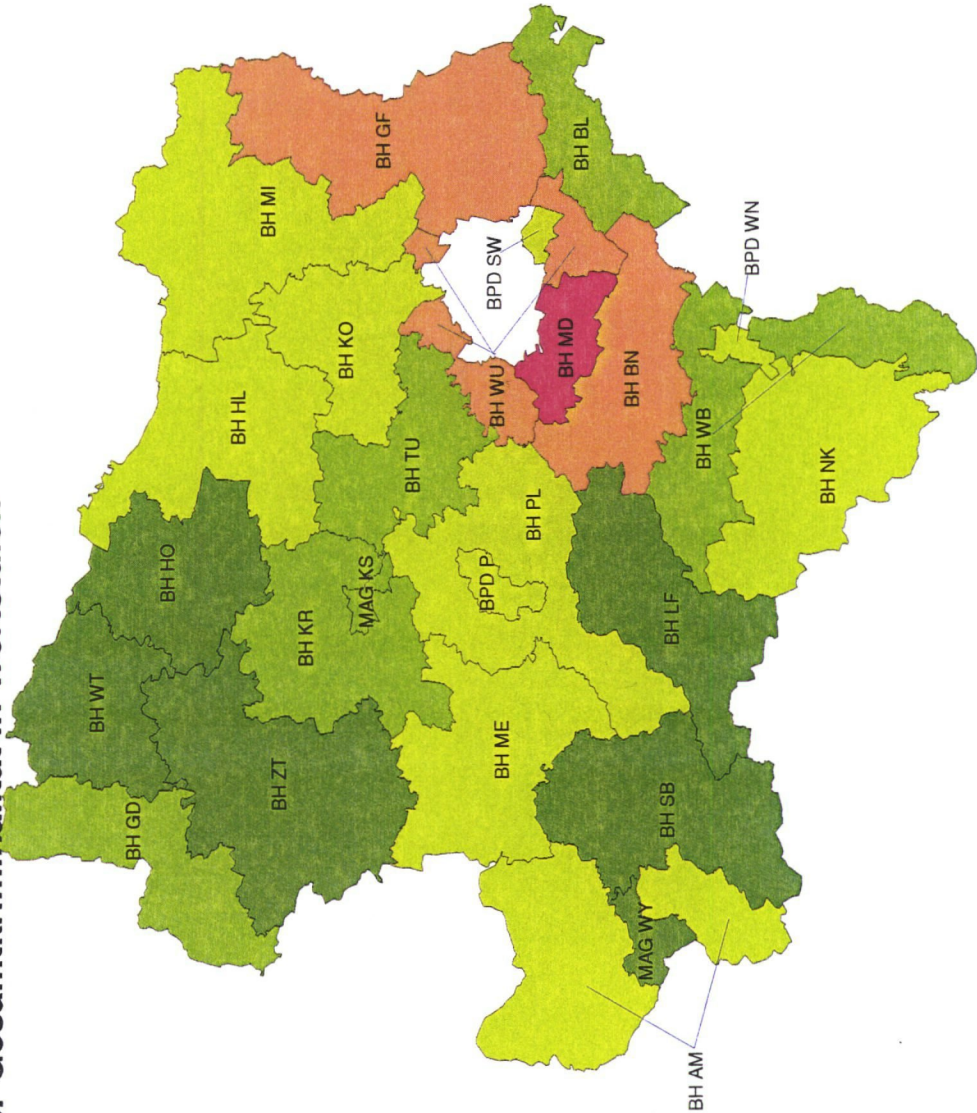 Gesamtkriminalität in
BH WT
BH GD
BH HO
BH HL
BH MI
BH ZT
BH KR
BH KO
MAG KS
BH GF
BH TU
BPD P
BPD SW
BH WU
BH ME
BH PL
BH MD
BH BL
BH BN
MAG WY
BH SB
BH LF
BH AM
BH WB
BPD WN
BH NK